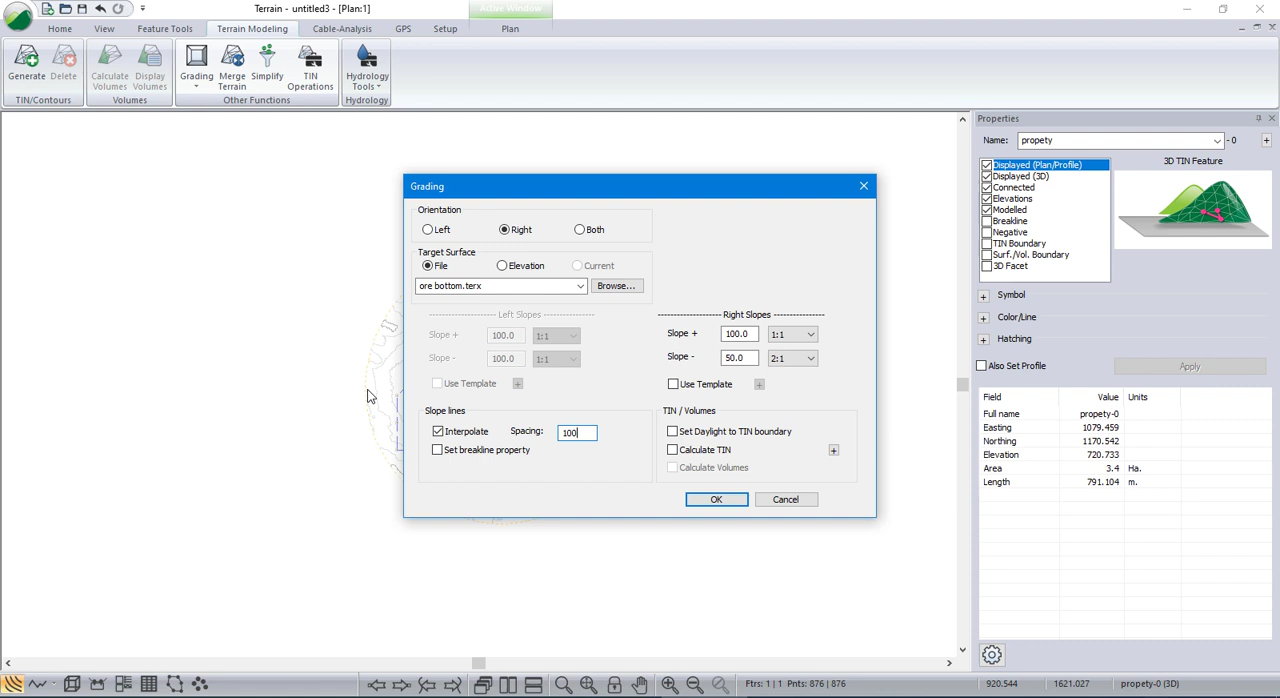 Terrain - untitled3 - [Plan:1]
Active Window
Home View Feature Tools Terrain Modeling Cable-Analysis GPS Setup Plan
Generate Delete Calculate Volumes Display Volumes Grading Merge Terrain Simplify TIN Operations Hydrology Tools
TIN/Contours Volumes Other Functions Hydrology
Properties
Name: propety - 0 +
Displayed (Plan/Profile)
Displayed (3D)
Connected
Elevations
Modelled
Breakline
Negative
TIN Boundary
Surf./Vol. Boundary
3D Facet
3D TIN Feature
+ Symbol
+ Color/Line
+ Hatching
Also Set Profile Apply
Field Value Units
Full name propety-0
Easting 1079.459
Northing 1170.542
Elevation 720.733
Area 3.4 Ha.
Length 791.104 m.
Grading
Orientation
Left Right Both
Target Surface
File Elevation Current
ore bottom.terx Browse...
Left Slopes
Slope + 100.0 1:1
Slope - 100.0 1:1
Use Template +
Right Slopes
Slope + 100.0 1:1
Slope - 50.0 2:1
Use Template +
Slope lines
Interpolate Spacing: 100
Set breakline property
TIN / Volumes
Set Daylight to TIN boundary
Calculate TIN +
Calculate Volumes
OK Cancel
Ftrs: 1 | 1 Pnts: 876 | 876 920.544 1621.027 propety-0 (3D)